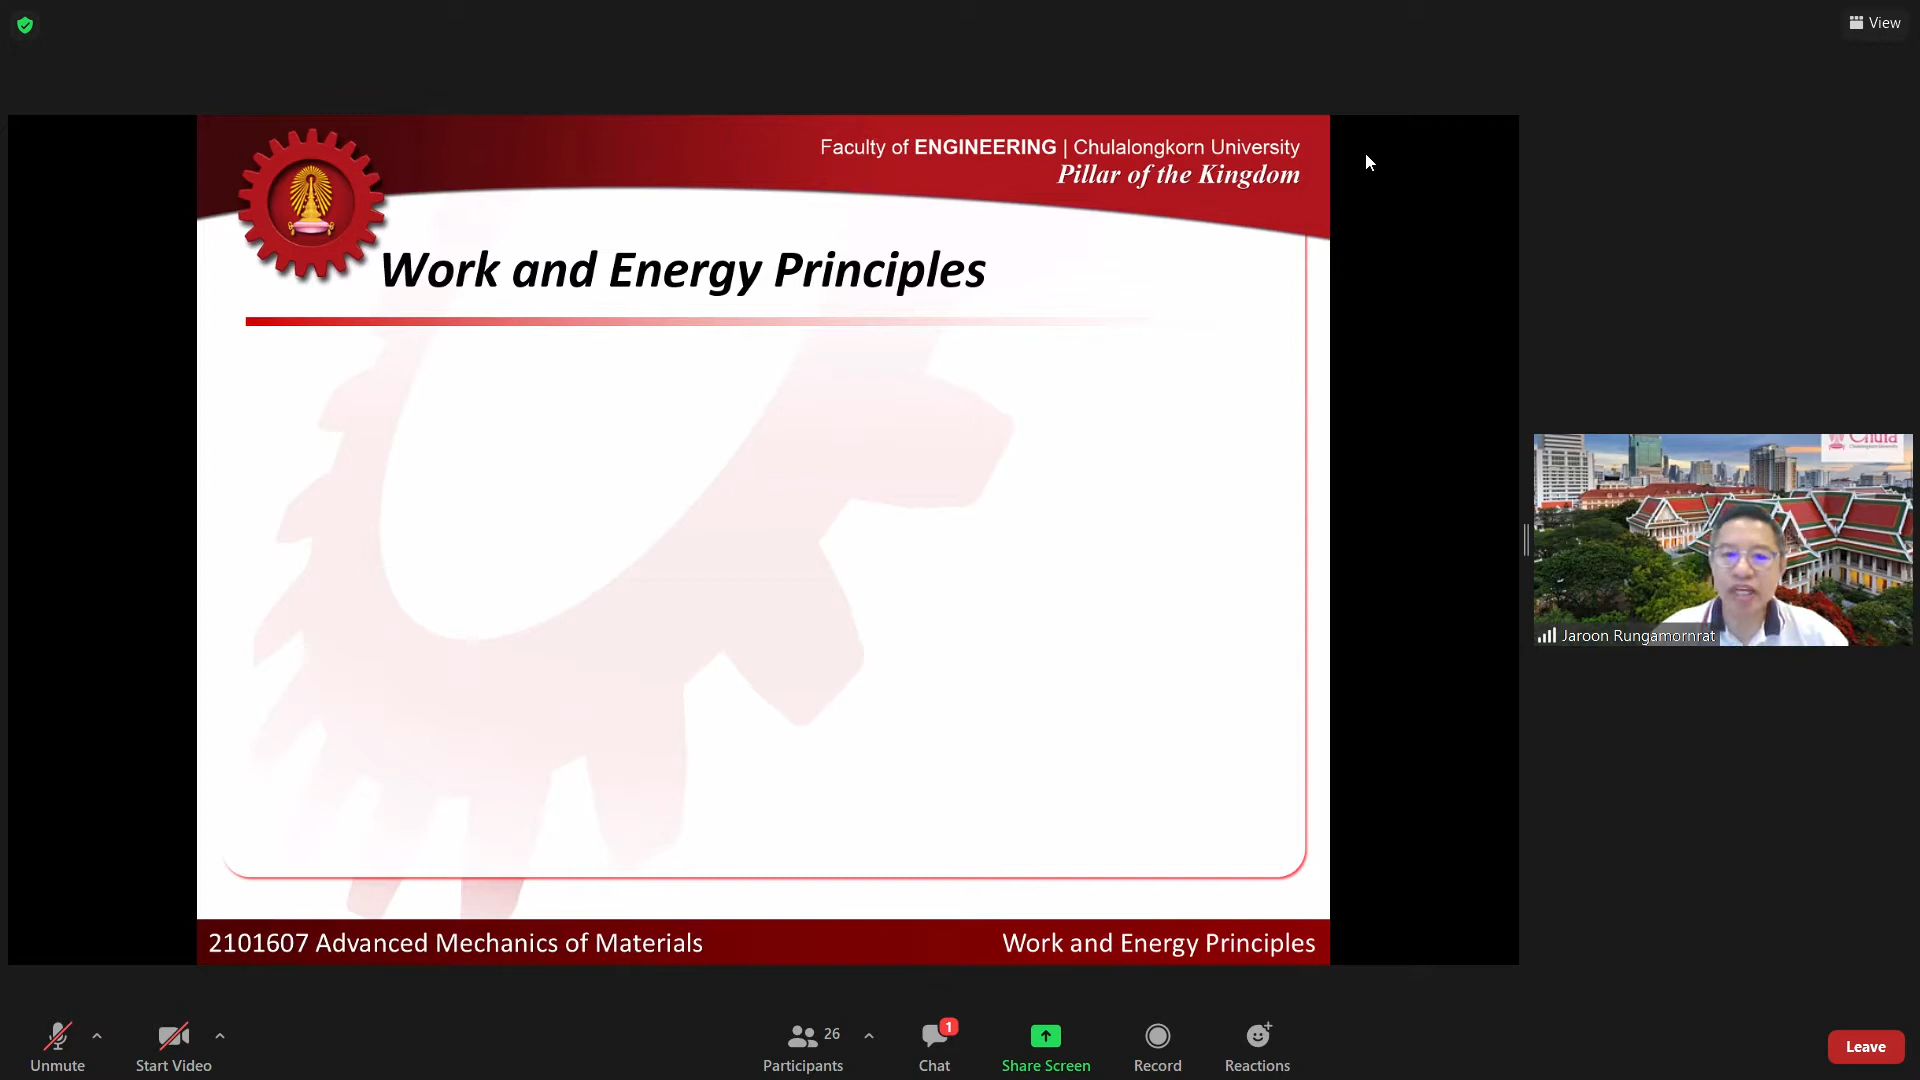 View
Faculty of ENGINEERING | Chulalongkorn University
Pillar of the Kingdom
Work and Energy Principles
Chula
Chulalongkorn University
Jaroon Rungamornrat
2101607 Advanced Mechanics of Materials
Work and Energy Principles
26
1
Unmute
Start Video
Participants
Chat
Share Screen
Record
Reactions
Leave